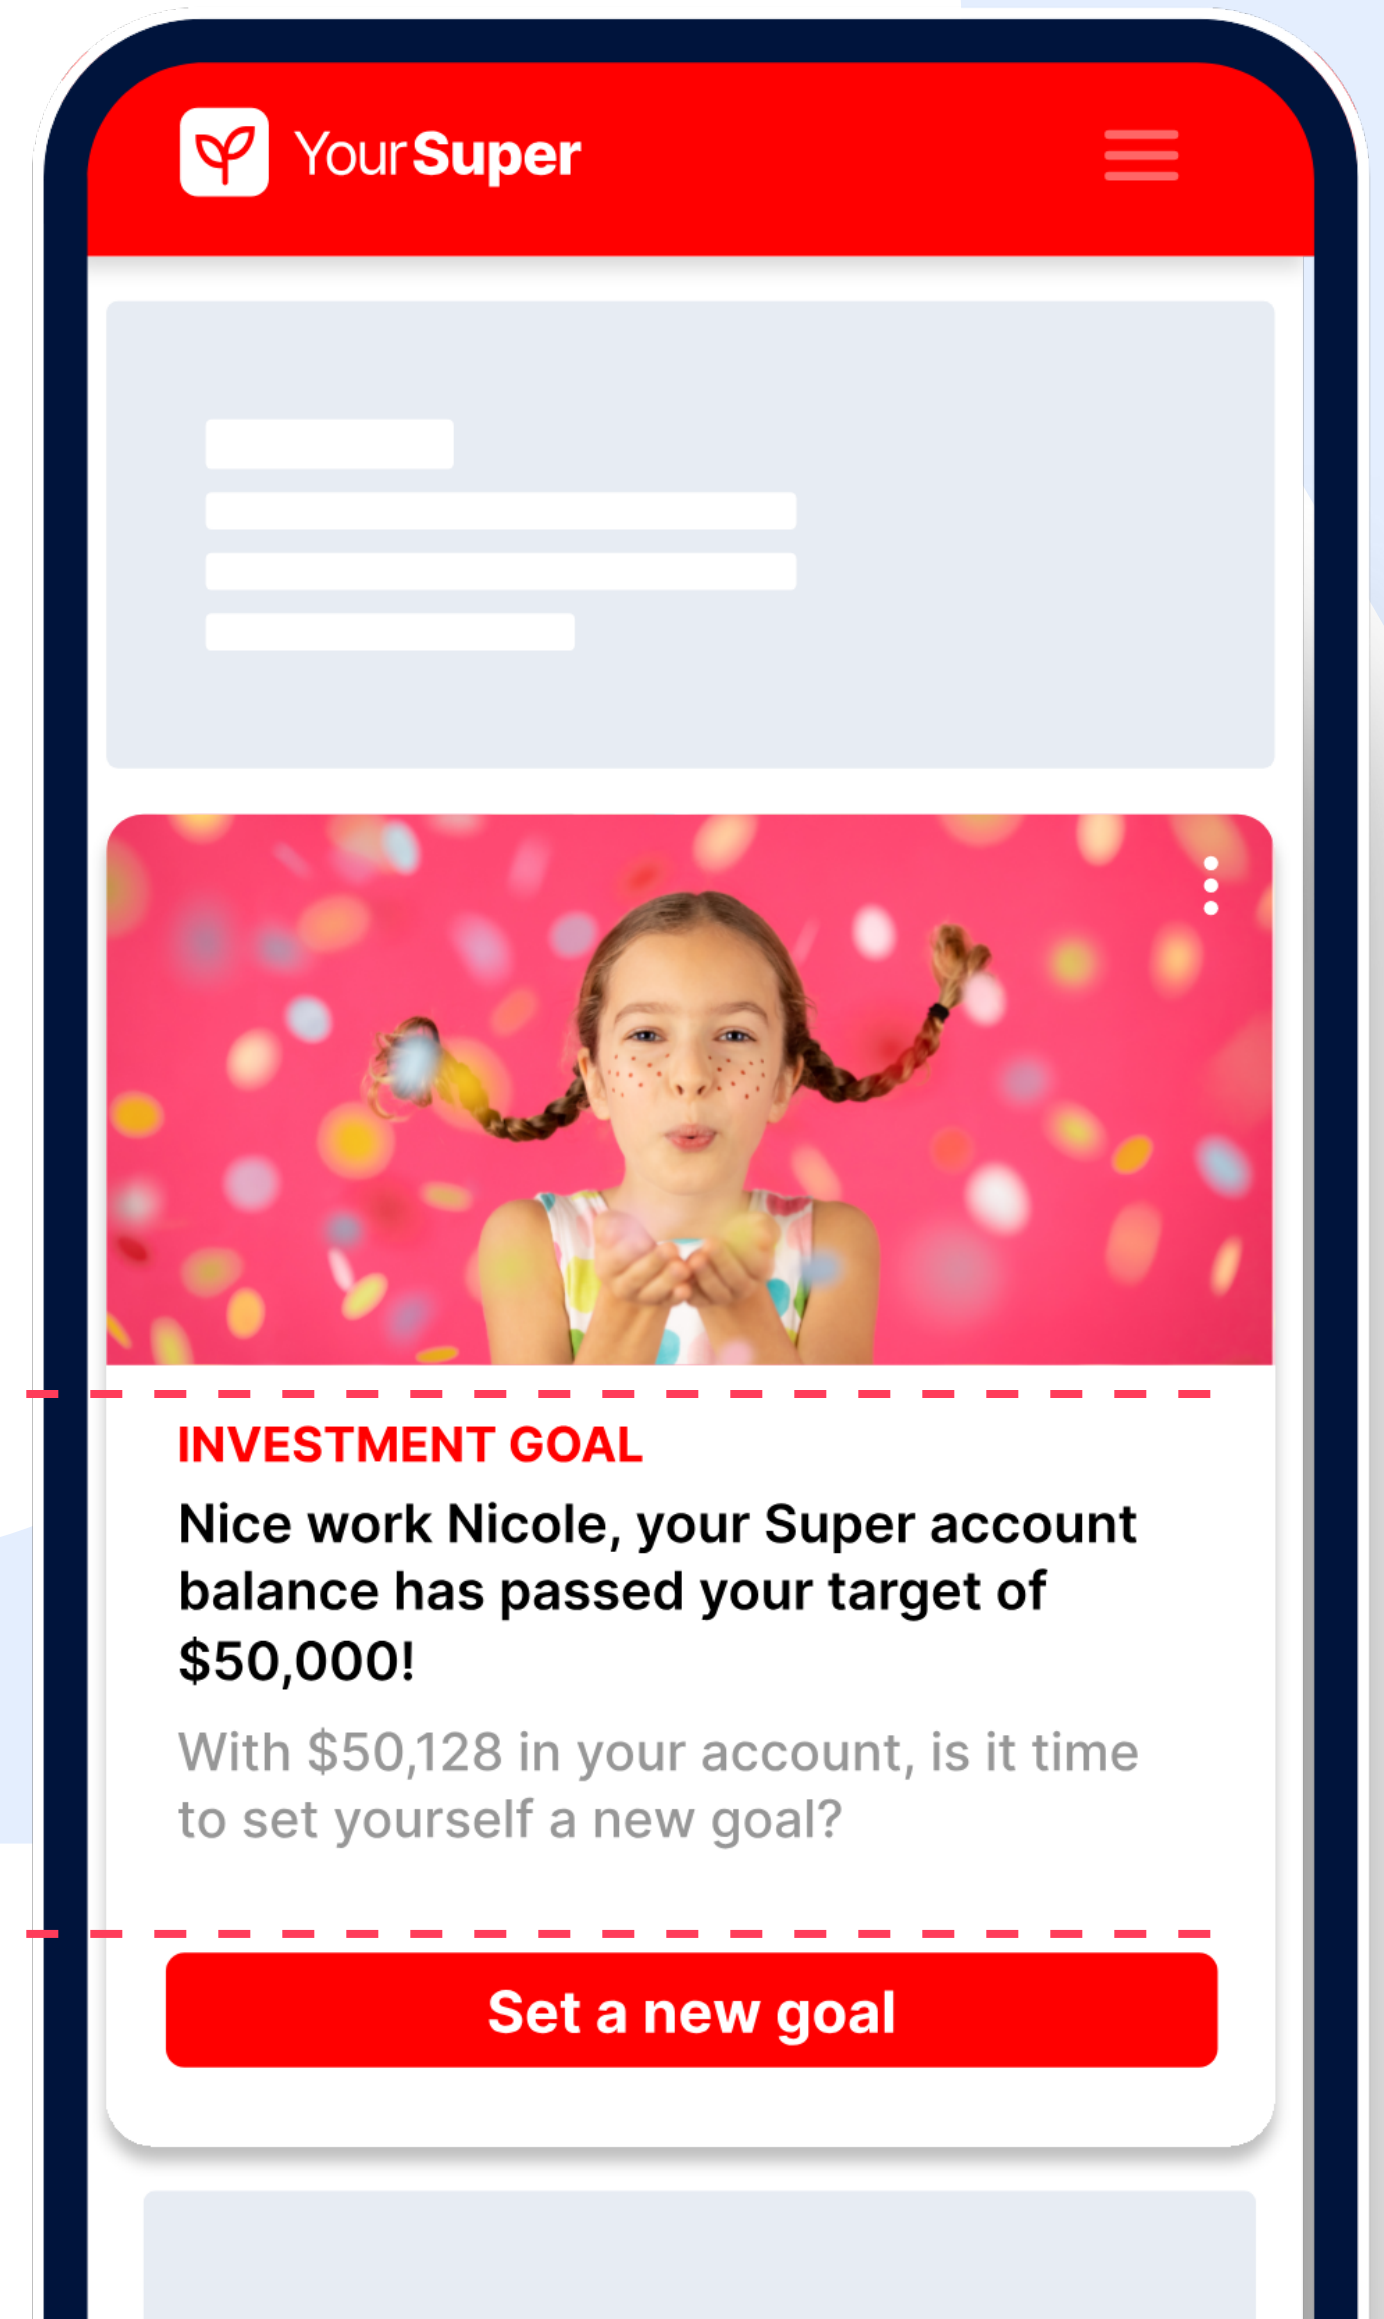 YourSuper
INVESTMENT GOAL
Nice work Nicole, your Super account
balance has passed your target of
$50,000!
With $50,128 in your account, is it time
to set yourself a new goal?
Set a new goal